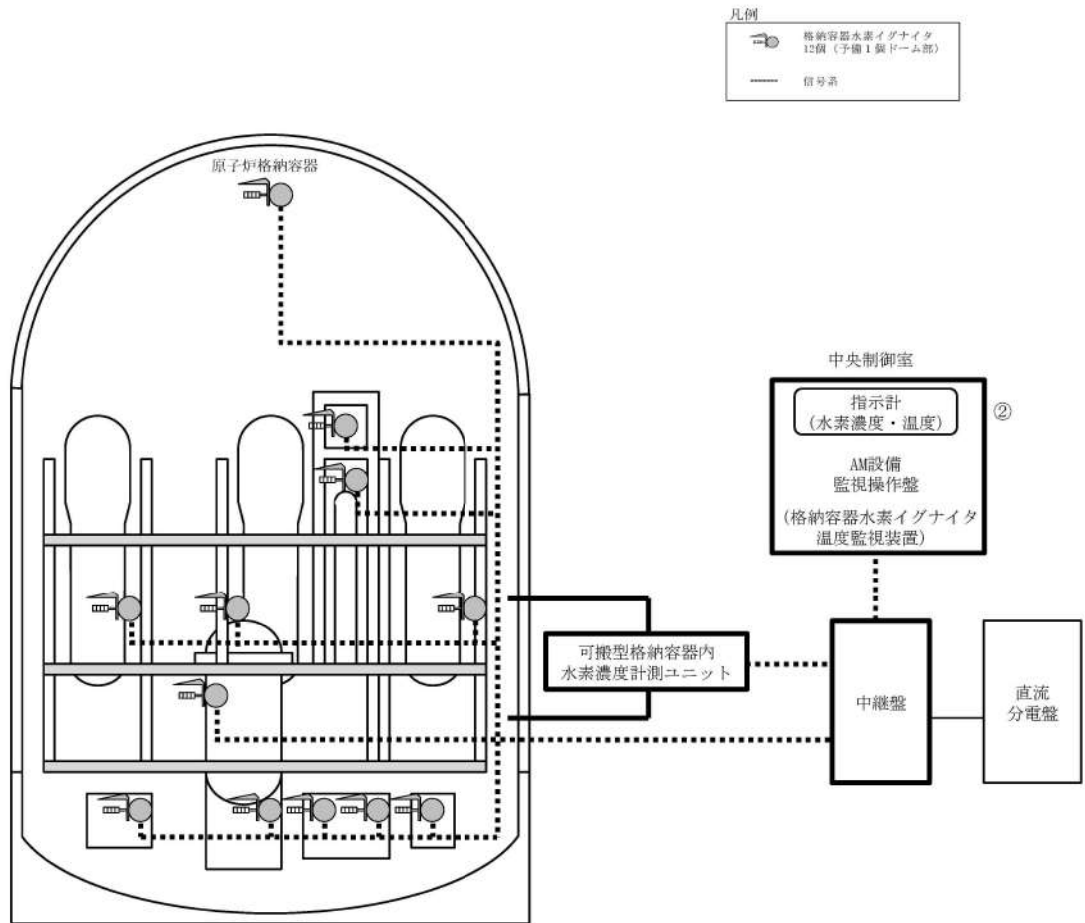 凡例
格納容器水素イグナイタ
12個（予備１個ドーム部）
信号系
原子炉格納容器
中央制御室
指示計
(水素濃度・温度)
②
AM設備
監視操作盤
(格納容器水素イグナイタ
温度監視装置)
可搬型格納容器内
水素濃度計測ユニット
中継盤
直流
分電盤